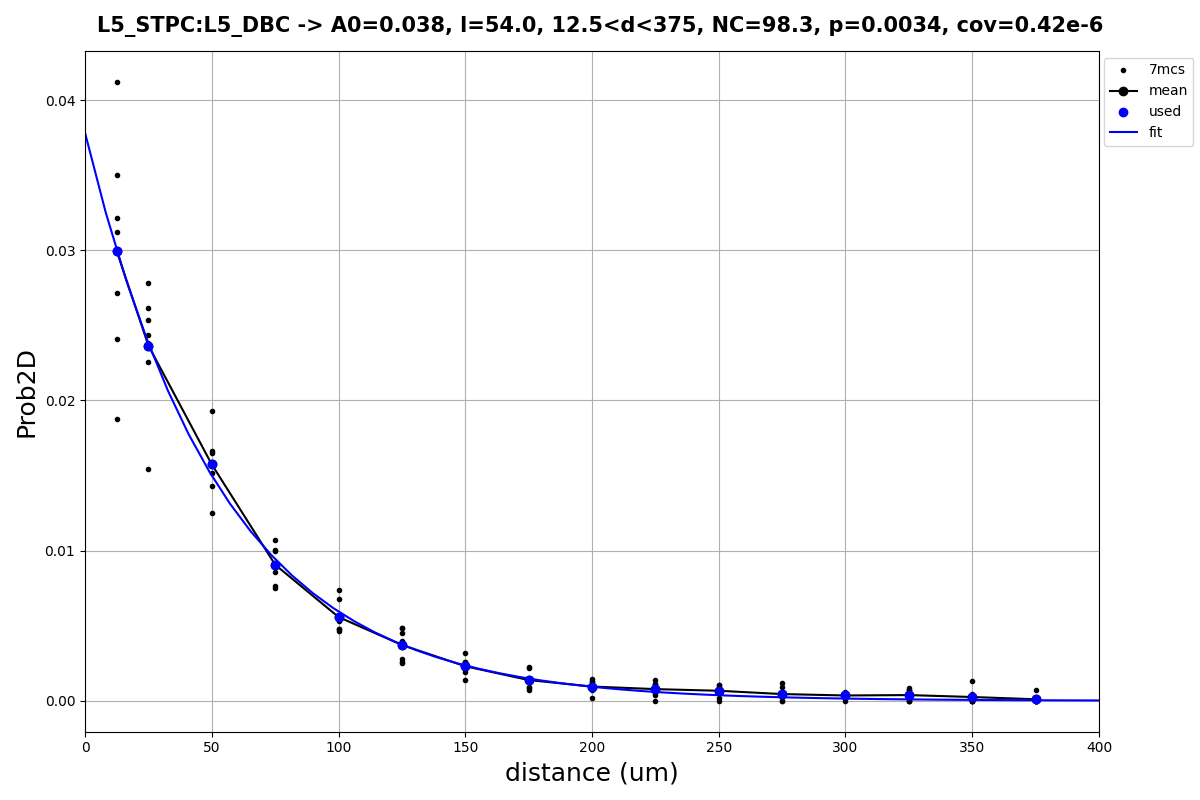 L5_STPC:L5_DBC -> A0=0.038, l=54.0, 12.5<d<375, NC=98.3, p=0.0034, cov=0.42e-6
7mcs
mean
used
fit
0.04
0.03
0.02
0.01
0.00
Prob2D
0 50 100 150 200 250 300 350 400
distance (um)